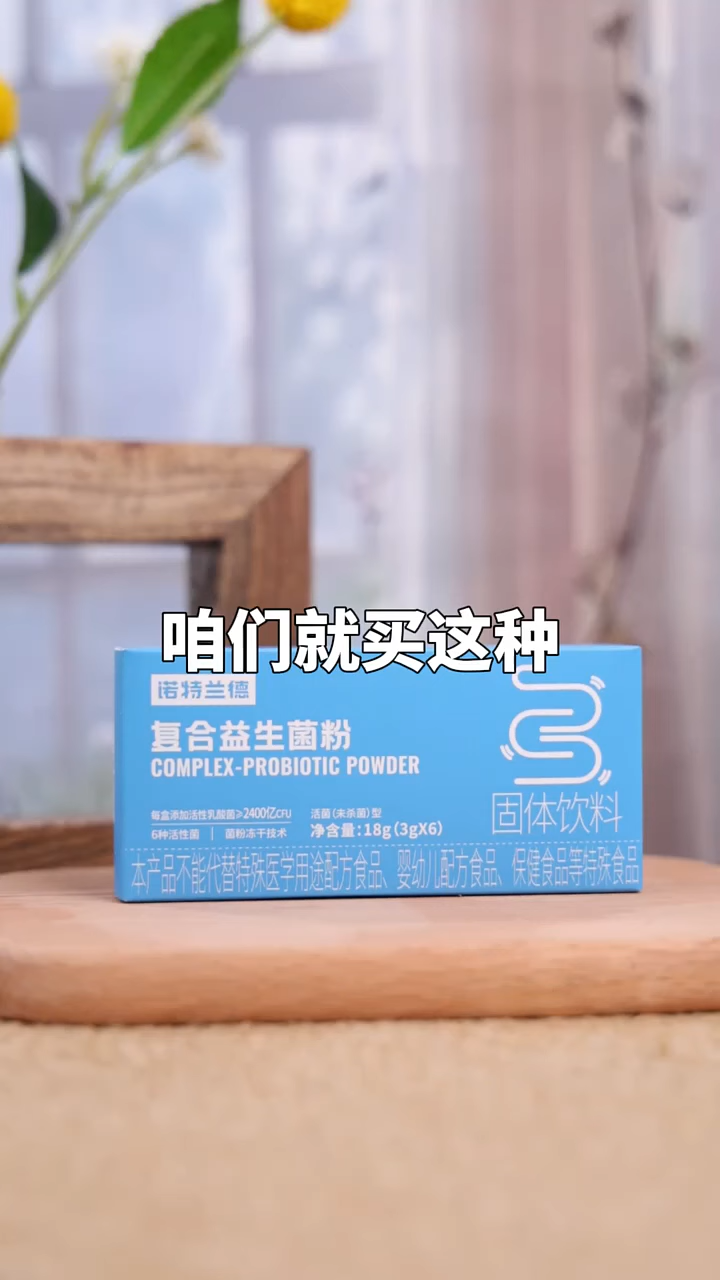 咱们就买这种
诺特兰德
复合益生菌粉
COMPLEX-PROBIOTIC POWDER
每盒添加活性乳酸菌≥2400亿CFU
6种活性菌 | 菌粉冻干技术
活菌(未杀菌)型
净含量:18g(3gX6)
固体饮料
本产品不能代替特殊医学用途配方食品、婴幼儿配方食品、保健食品等特殊食品